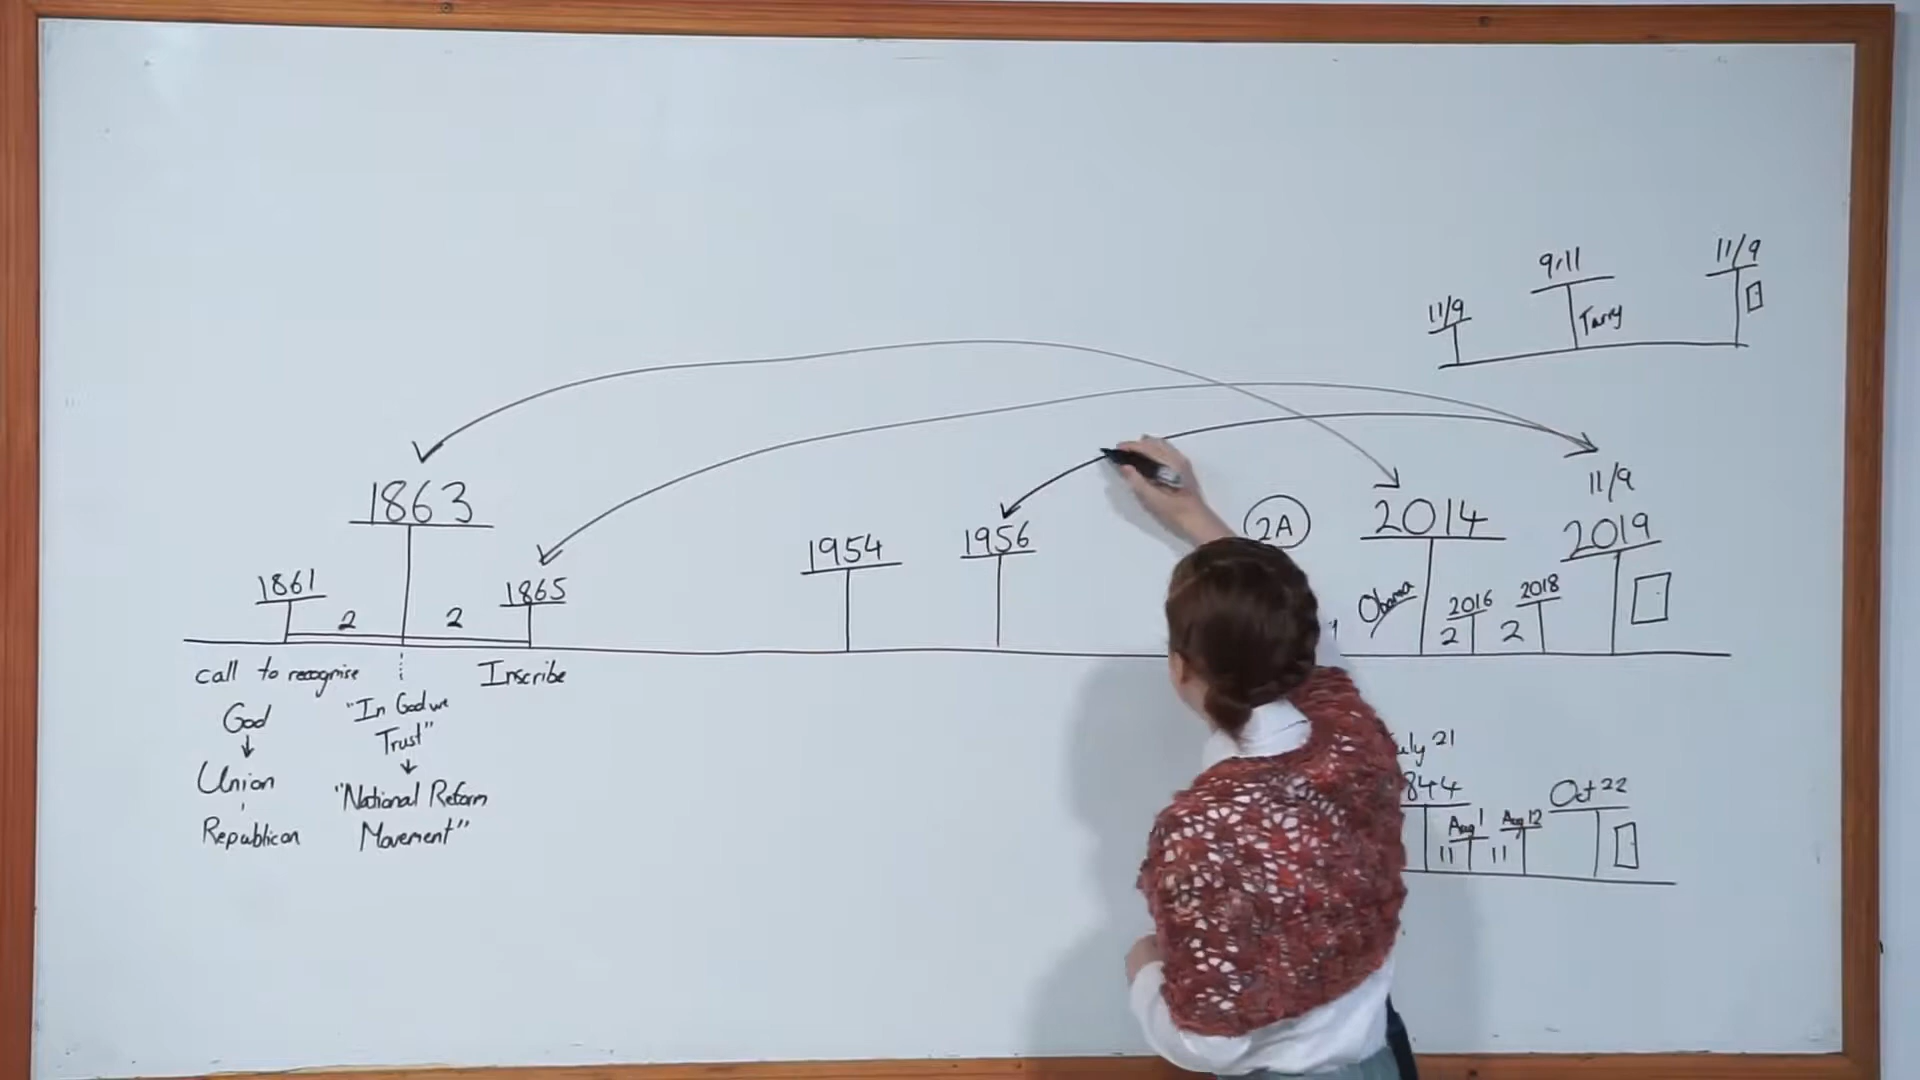 11/9
9/11
11/9
Tarry
1863
1861
2
2
1865
1954
1956
2A
2014
11/9
2019
Obama
2016
2018
2
2
call to recognise
God
Union
Republican
"In God we
Trust"
"National Reform
Movement"
Inscribe
uly 21
844
Aug 1
Aug 12
Oct 22
11
11